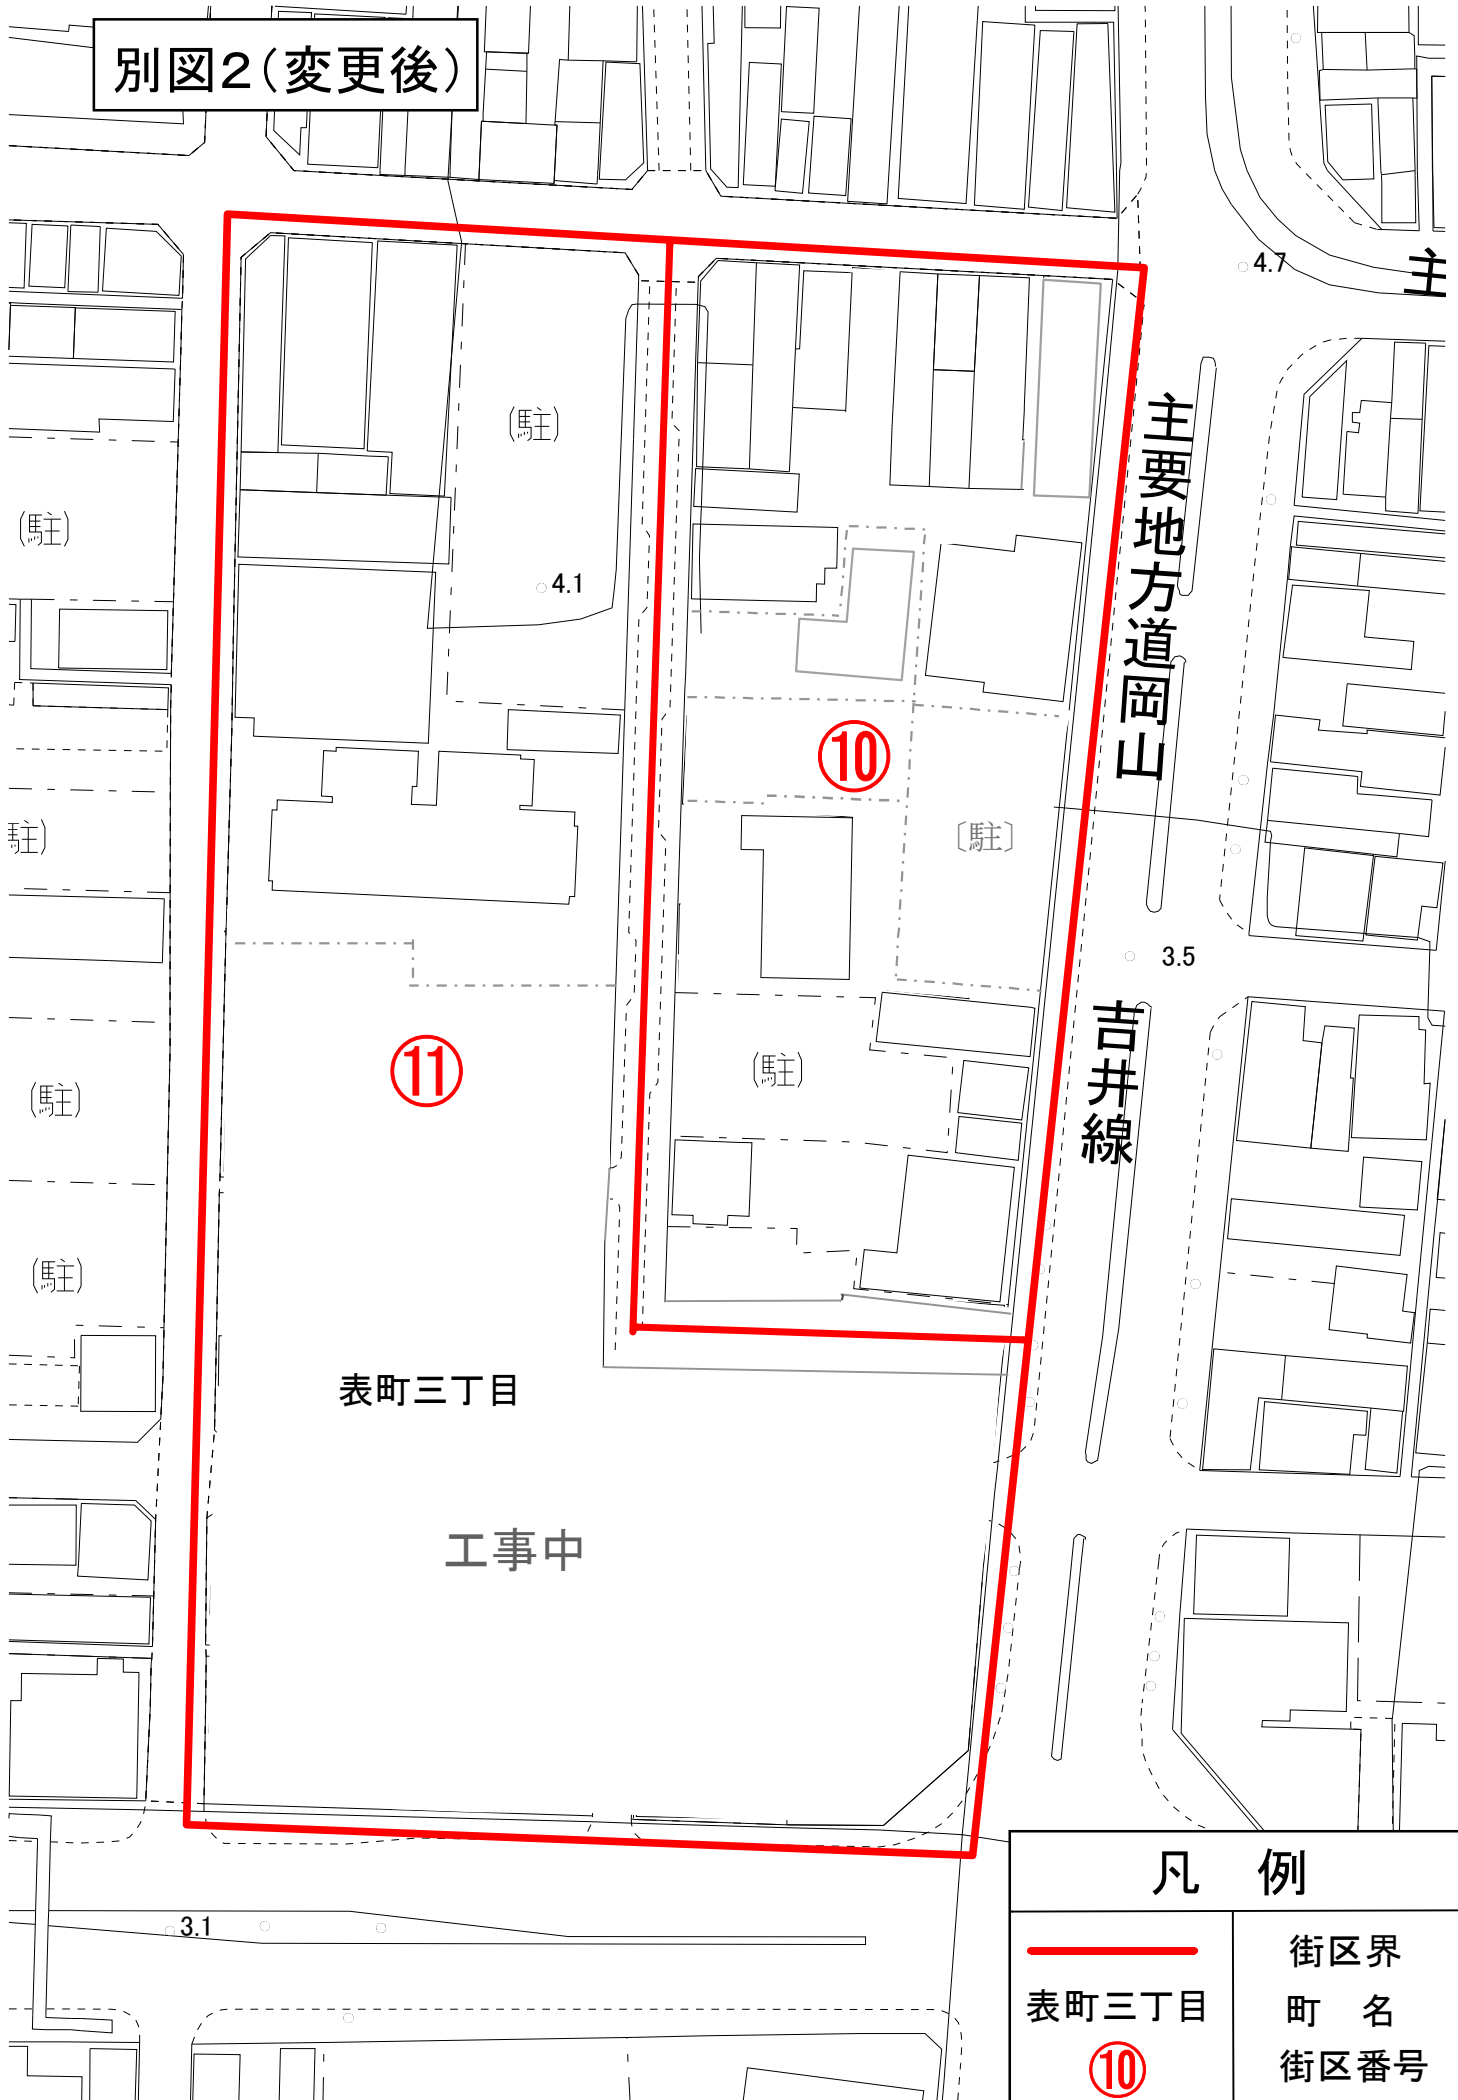 別図2(変更後)
4.7
主
(駐)
主要地方道岡山
(駐)
4.1
⑩
(駐)
〔駐〕
3.5
吉井線
⑪
(駐)
(駐)
(駐)
表町三丁目
工事中
3.1
凡 例
街区界
表町三丁目
町 名
⑩
街区番号